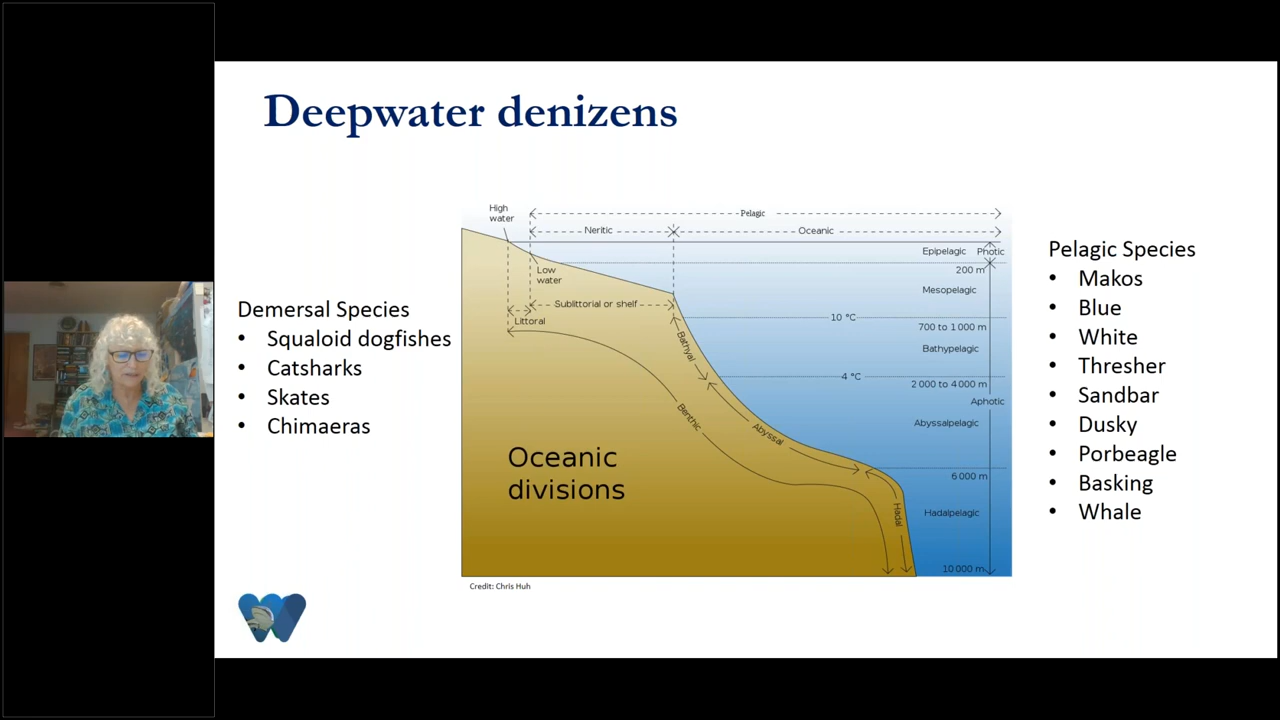 Deepwater denizens
Demersal Species
• Squaloid dogfishes
• Catsharks
• Skates
• Chimaeras
High
water
Pelagic
Neritic
Oceanic
Low
water
Sublittorial or shelf
Littoral
Epipelagic
Photic
200 m
Mesopelagic
10 °C
700 to 1 000 m
Bathyal
Bathypelagic
4 °C
2 000 to 4 000 m
Aphotic
Benthic
Abyssal
Abyssalpelagic
Oceanic
divisions
6 000 m
Hadal
Hadalpelagic
10 000 m
Credit: Chris Huh
Pelagic Species
• Makos
• Blue
• White
• Thresher
• Sandbar
• Dusky
• Porbeagle
• Basking
• Whale
W